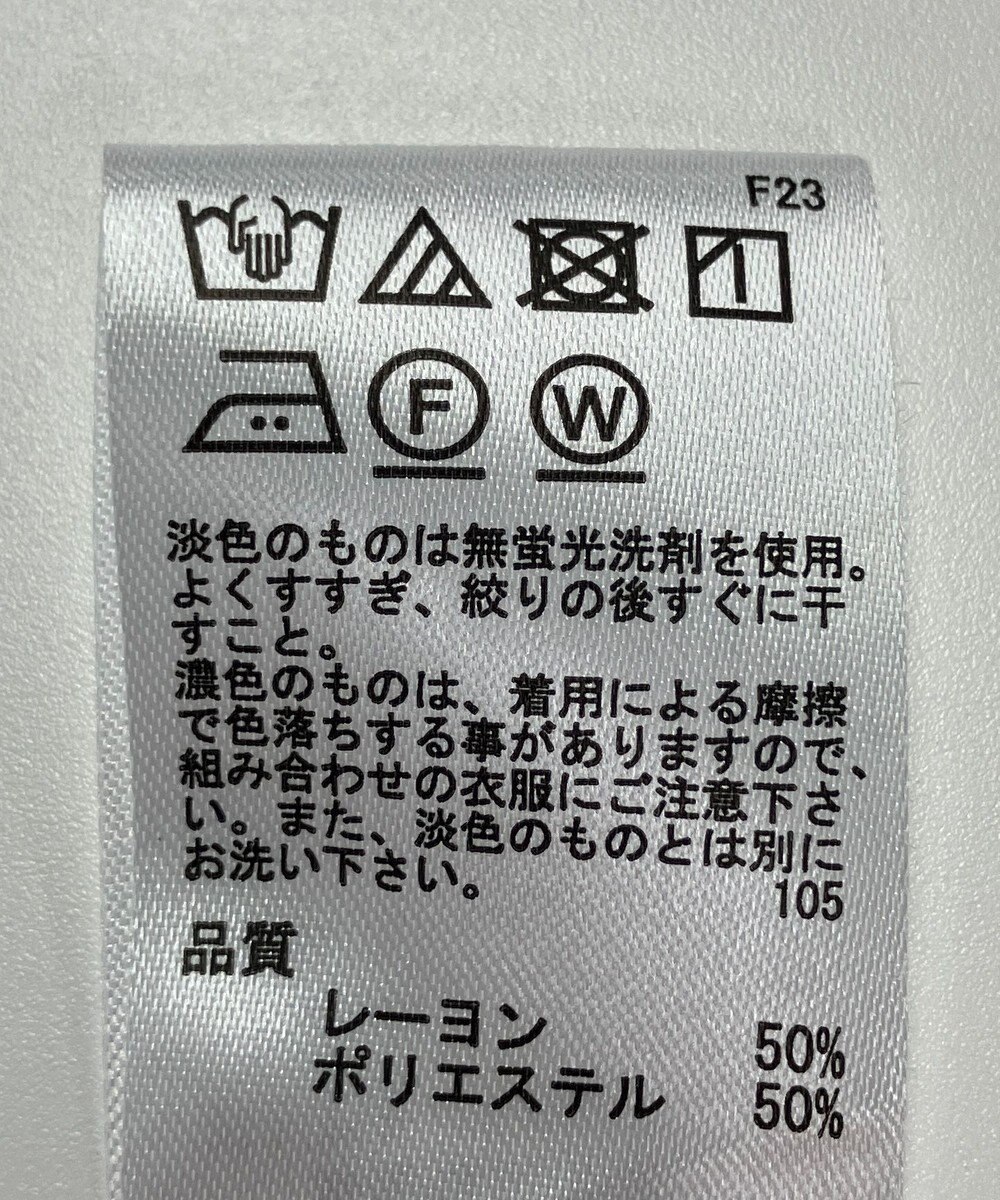 F23
F W
淡色のものは無蛍光洗剤を使用。
よくすすぎ、絞りの後すぐに干
すこと。
濃色のものは、着用による摩擦
で色落ちする事がありますので、
組み合わせの衣服にご注意下さ
い。また、淡色のものとは別に
お洗い下さい。
105
品質
レーヨン 50%
ポリエステル 50%